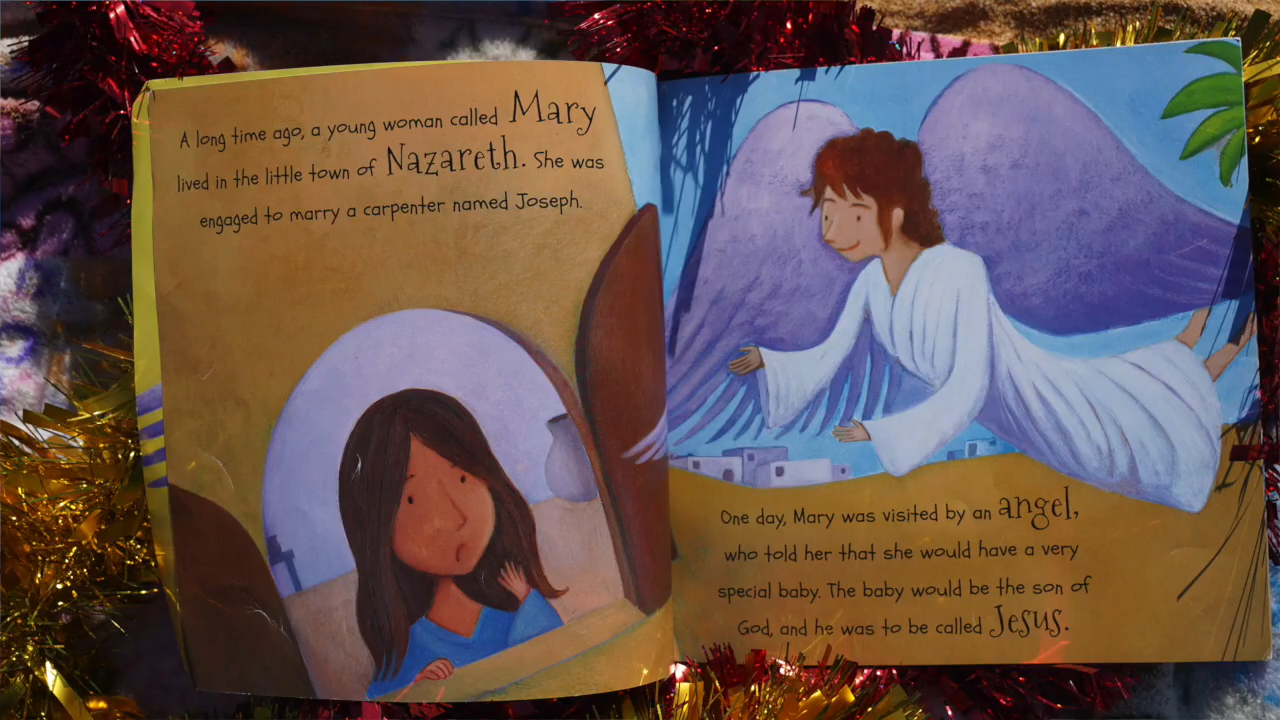 A long time ago, a young woman called Mary
lived in the little town of Nazareth. She was
engaged to marry a carpenter named Joseph.
One day, Mary was visited by an angel,
who told her that she would have a very
special baby. The baby would be the son of
God, and he was to be called Jesus.